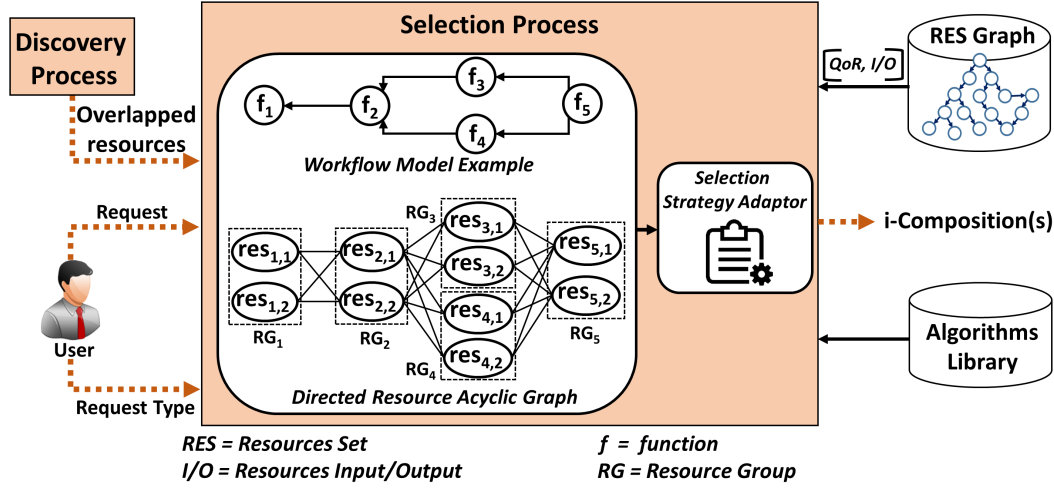 Selection Process
Discovery
Process
Overlapped
resources
Request
User
Request Type
f1
f2
f3
f4
f5
Workflow Model Example
RG3
res1,1
res1,2
RG1
res2,1
res2,2
RG2
res3,1
res3,2
res4,1
res4,2
RG4
res5,1
res5,2
RG5
Directed Resource Acyclic Graph
Selection
Strategy Adaptor
RES Graph
[QoR, I/O]
i-Composition(s)
Algorithms
Library
RES = Resources Set
I/O = Resources Input/Output
f = function
RG = Resource Group